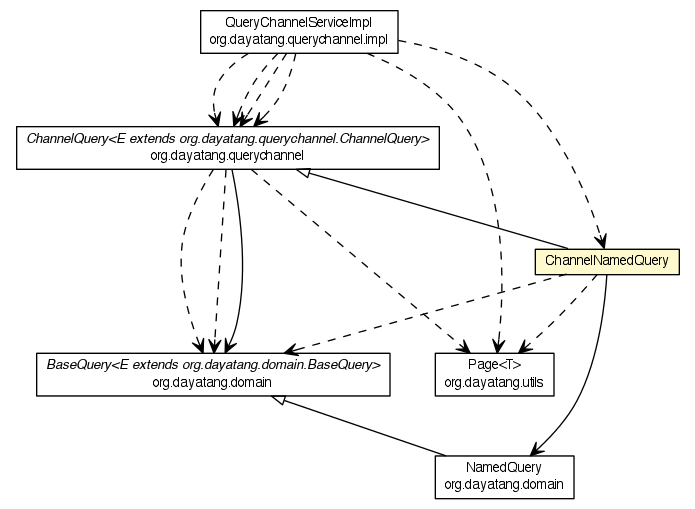 QueryChannelServiceImpl
org.dayatang.querychannel.impl
ChannelQuery<E extends org.dayatang.querychannel.ChannelQuery>
org.dayatang.querychannel
ChannelNamedQuery
BaseQuery<E extends org.dayatang.domain.BaseQuery>
org.dayatang.domain
Page<T>
org.dayatang.utils
NamedQuery
org.dayatang.domain